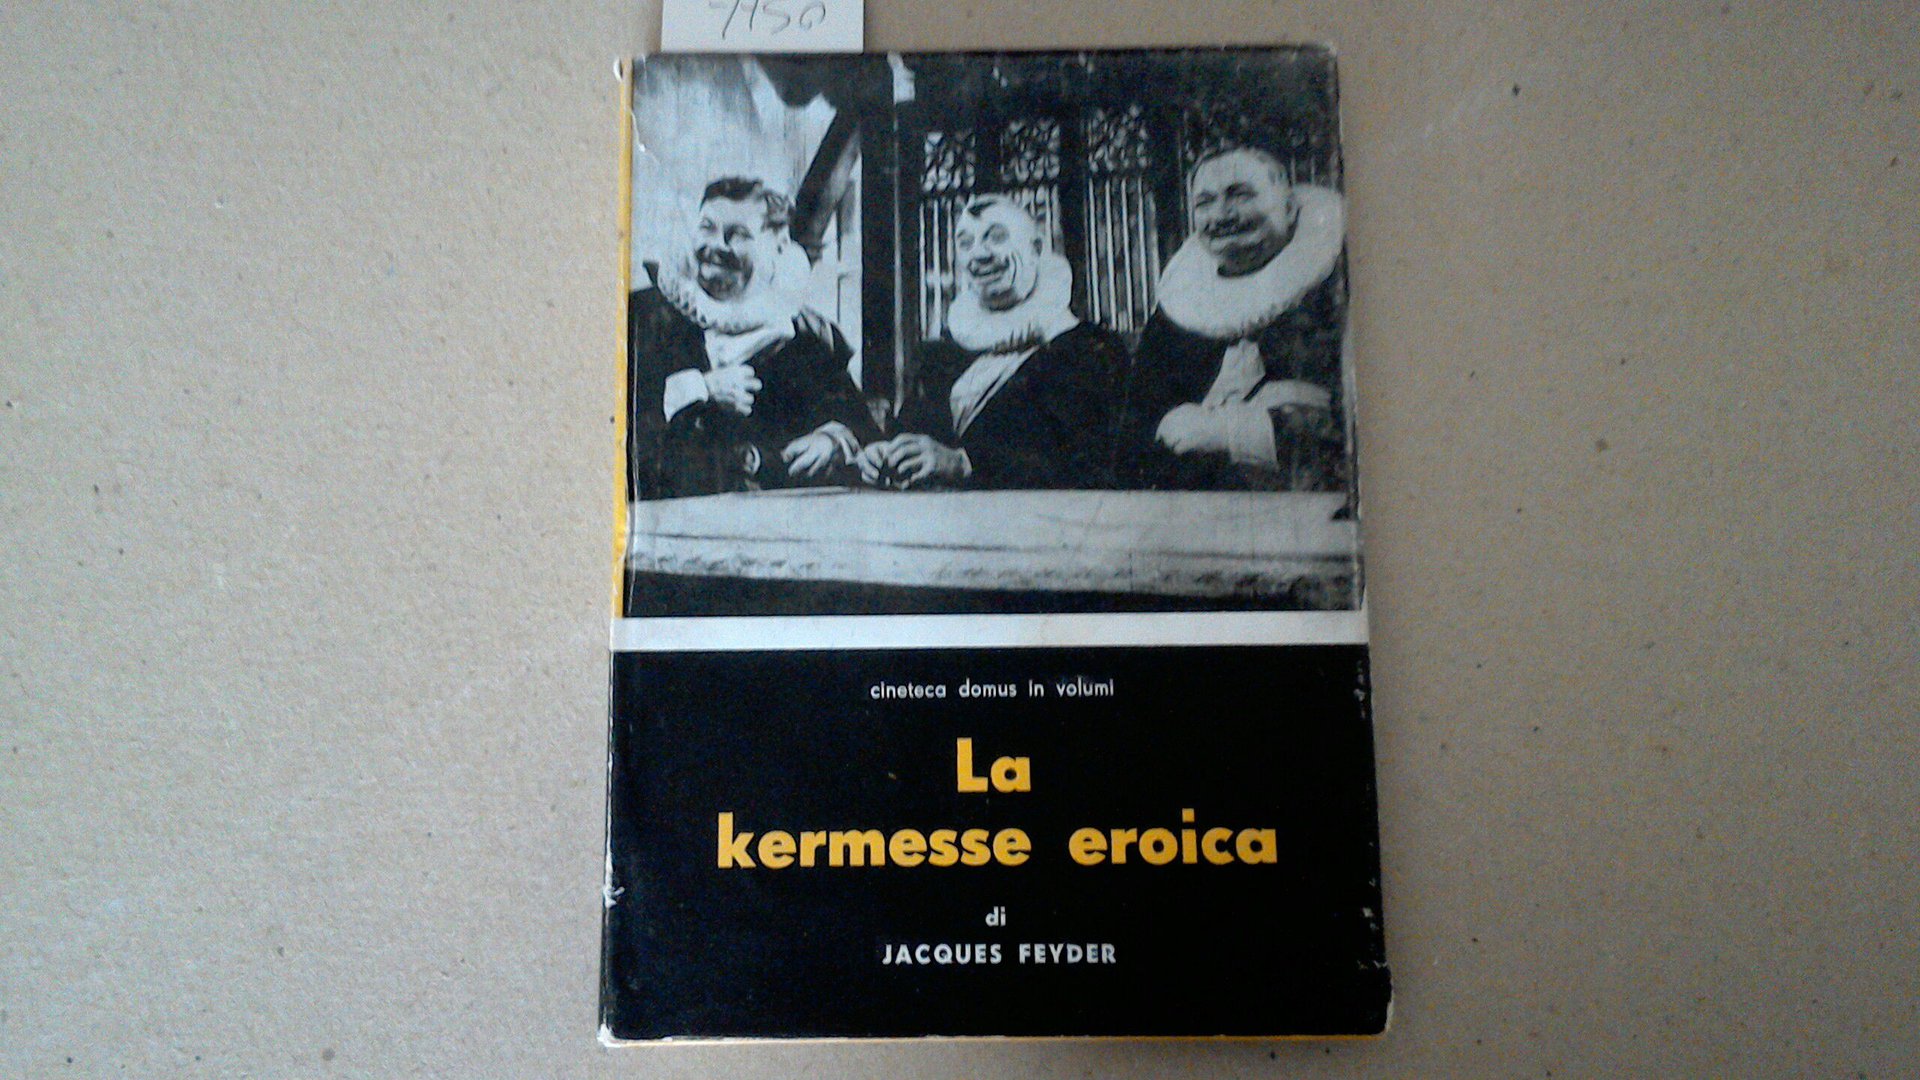 cineteca domus in volumi
La
kermesse eroica
di
JACQUES FEYDER